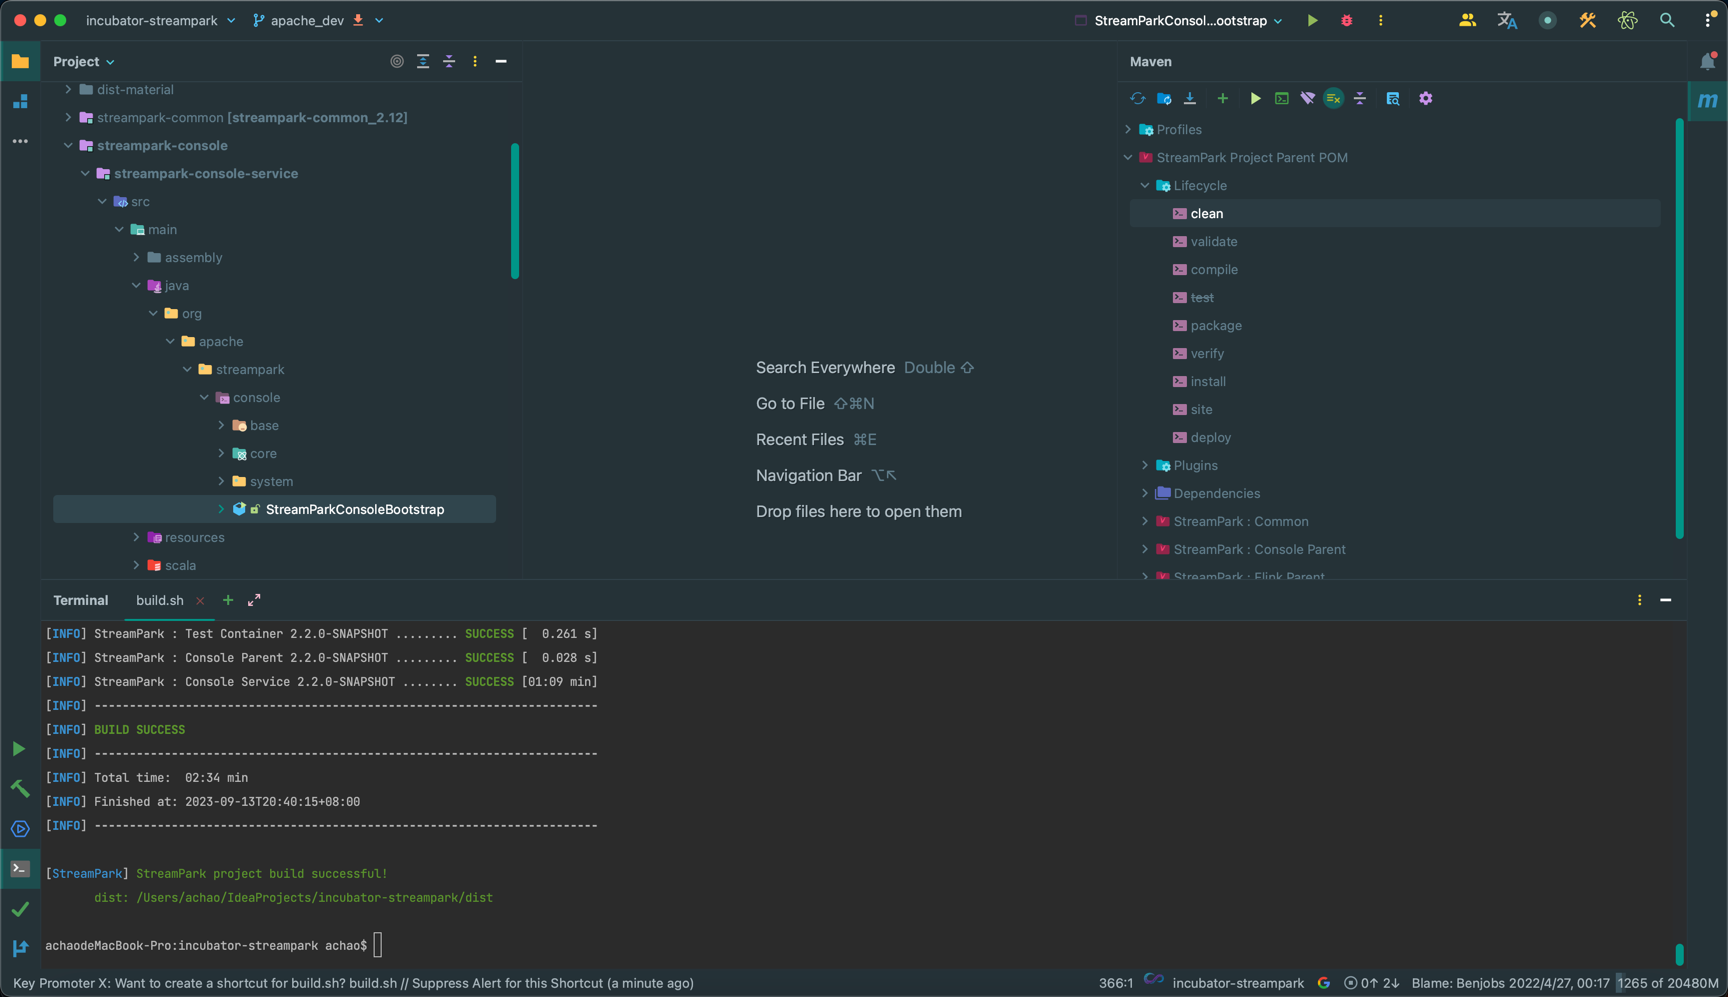 incubator-streampark
apache_dev
StreamParkConsol...ootstrap
Project
dist-material
streampark-common [streampark-common_2.12]
streampark-console
streampark-console-service
src
main
assembly
java
org
apache
streampark
console
base
core
system
StreamParkConsoleBootstrap
resources
scala
Search Everywhere Double ⇧
Go to File ⇧⌘N
Recent Files ⌘E
Navigation Bar ⌥↖
Drop files here to open them
Maven
m
Profiles
StreamPark Project Parent POM
Lifecycle
clean
validate
compile
test
package
verify
install
site
deploy
Plugins
Dependencies
StreamPark : Common
StreamPark : Console Parent
StreamPark : Flink Parent
Terminal build.sh
[INFO] StreamPark : Test Container 2.2.0-SNAPSHOT ......... SUCCESS [  0.261 s]
[INFO] StreamPark : Console Parent 2.2.0-SNAPSHOT ......... SUCCESS [  0.028 s]
[INFO] StreamPark : Console Service 2.2.0-SNAPSHOT ........ SUCCESS [01:09 min]
[INFO] ------------------------------------------------------------------------
[INFO] BUILD SUCCESS
[INFO] ------------------------------------------------------------------------
[INFO] Total time:  02:34 min
[INFO] Finished at: 2023-09-13T20:40:15+08:00
[INFO] ------------------------------------------------------------------------
[StreamPark] StreamPark project build successful!
dist: /Users/achao/IdeaProjects/incubator-streampark/dist
achaodeMacBook-Pro:incubator-streampark achao$
Key Promoter X: Want to create a shortcut for build.sh? build.sh // Suppress Alert for this Shortcut (a minute ago)
366:1 incubator-streampark G 0↑ 2↓ Blame: Benjobs 2022/4/27, 00:17 1265 of 20480M